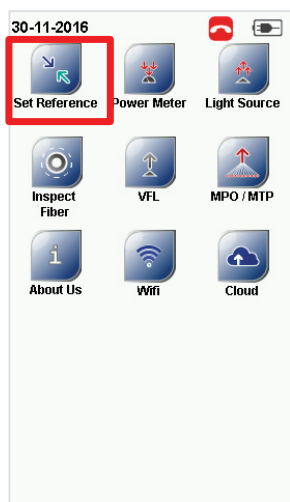 30-11-2016
Set Reference Power Meter Light Source
Inspect Fiber VFL MPO / MTP
About Us Wifi Cloud